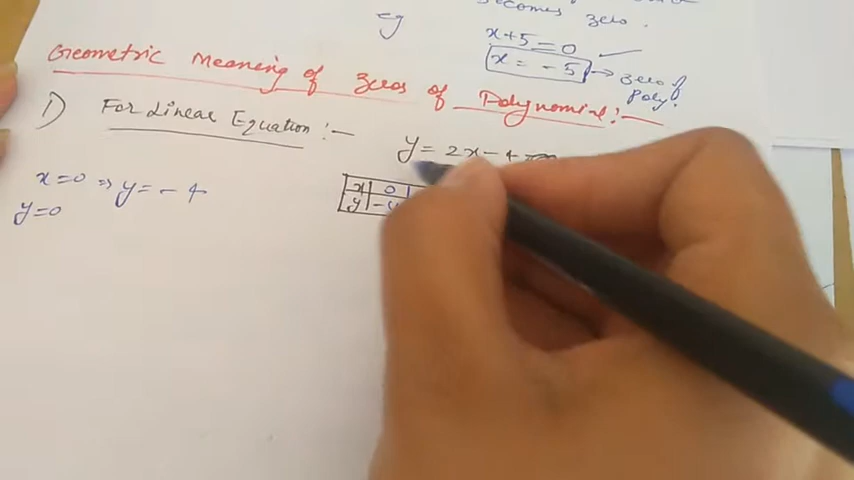 becomes zero.
eg
x+5=0
x = -5 → zero of
poly.
Geometric Meaning of zeros of Polynomial:-
1) For Linear Equation:-
y = 2x-4
x=0 ⇒ y = -4
y=0
x | 0
y | -4